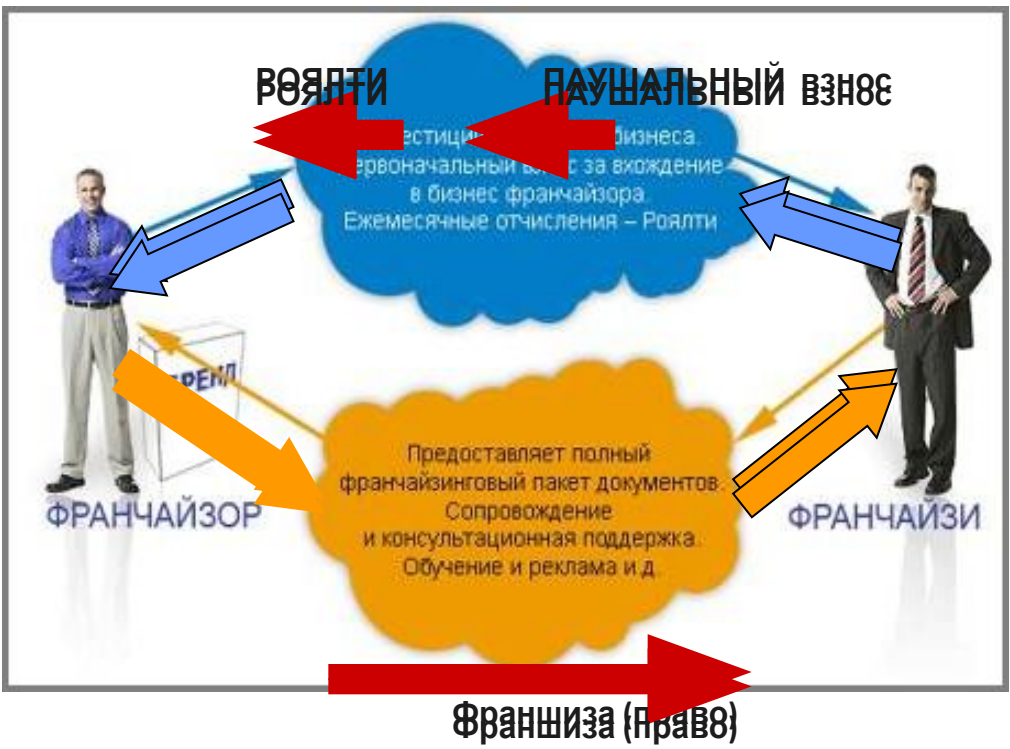 РОЯЛТИ
ПАУШАЛЬНЫЙ взнос
бизнеса.
за вхождение
в бизнес франчайзора.
Ежемесячные отчисления – Роялти
Предоставляет полный
франчайзинговый пакет документов.
Сопровождение
и консультационная поддержка.
Обучение и реклама и.д.
ФРАНЧАЙЗОР
ФРАНЧАЙЗИ
Франшиза (право)